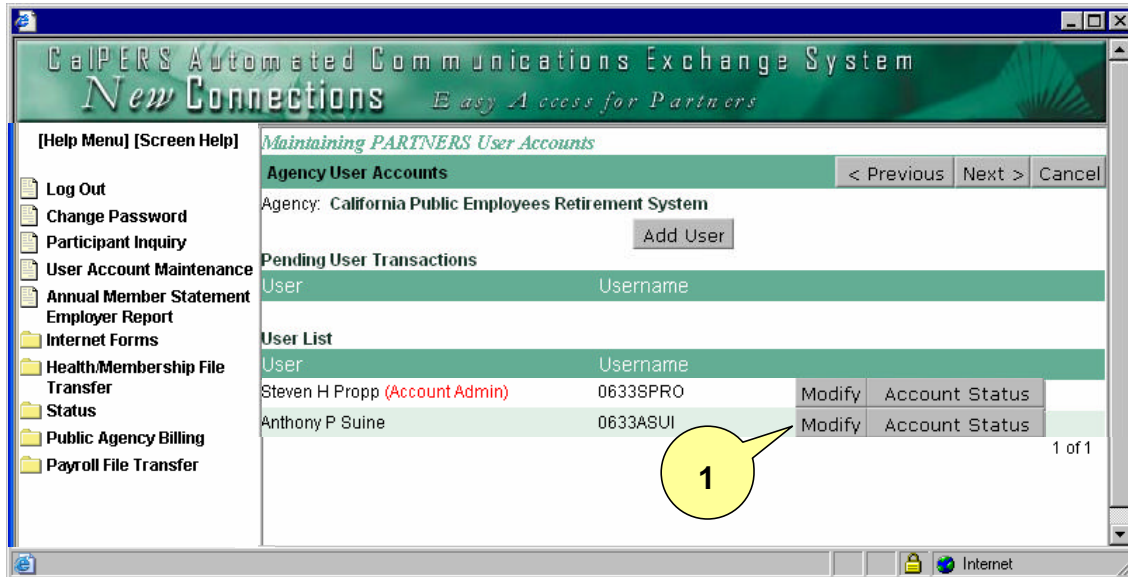 CalPERS Automated Communications Exchange System
New Connections Easy Access for Partners
[Help Menu] [Screen Help]
Log Out
Change Password
Participant Inquiry
User Account Maintenance
Annual Member Statement
Employer Report
Internet Forms
Health/Membership File
Transfer
Status
Public Agency Billing
Payroll File Transfer
Maintaining PARTNERS User Accounts
Agency User Accounts < Previous Next > Cancel
Agency: California Public Employees Retirement System
Add User
Pending User Transactions
User Username
User List
User Username
Steven H Propp (Account Admin) 0633SPRO Modify Account Status
Anthony P Suine 0633ASUI Modify Account Status
1 of 1
1
Internet